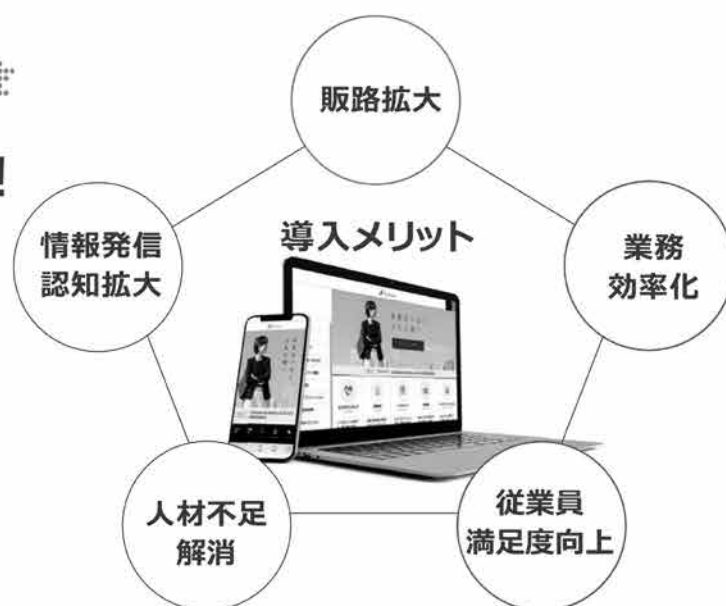 販路拡大
!
情報発信
認知拡大
導入メリット
業務
効率化
人材不足
解消
従業員
満足度向上